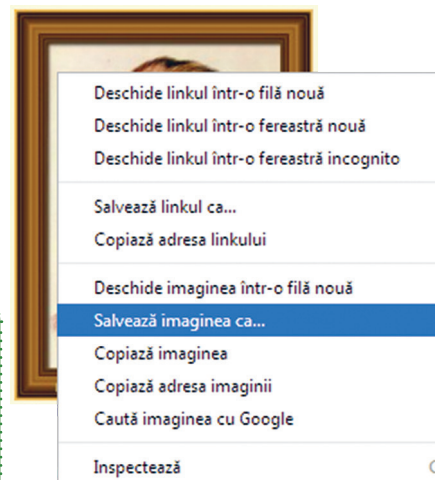 Deschide linkul într-o filă nouă
Deschide linkul într-o fereastră nouă
Deschide linkul într-o fereastră incognito
Salvează linkul ca...
Copiază adresa linkului
Deschide imaginea într-o filă nouă
Salvează imaginea ca...
Copiază imaginea
Copiază adresa imaginii
Caută imaginea cu Google
Inspectează